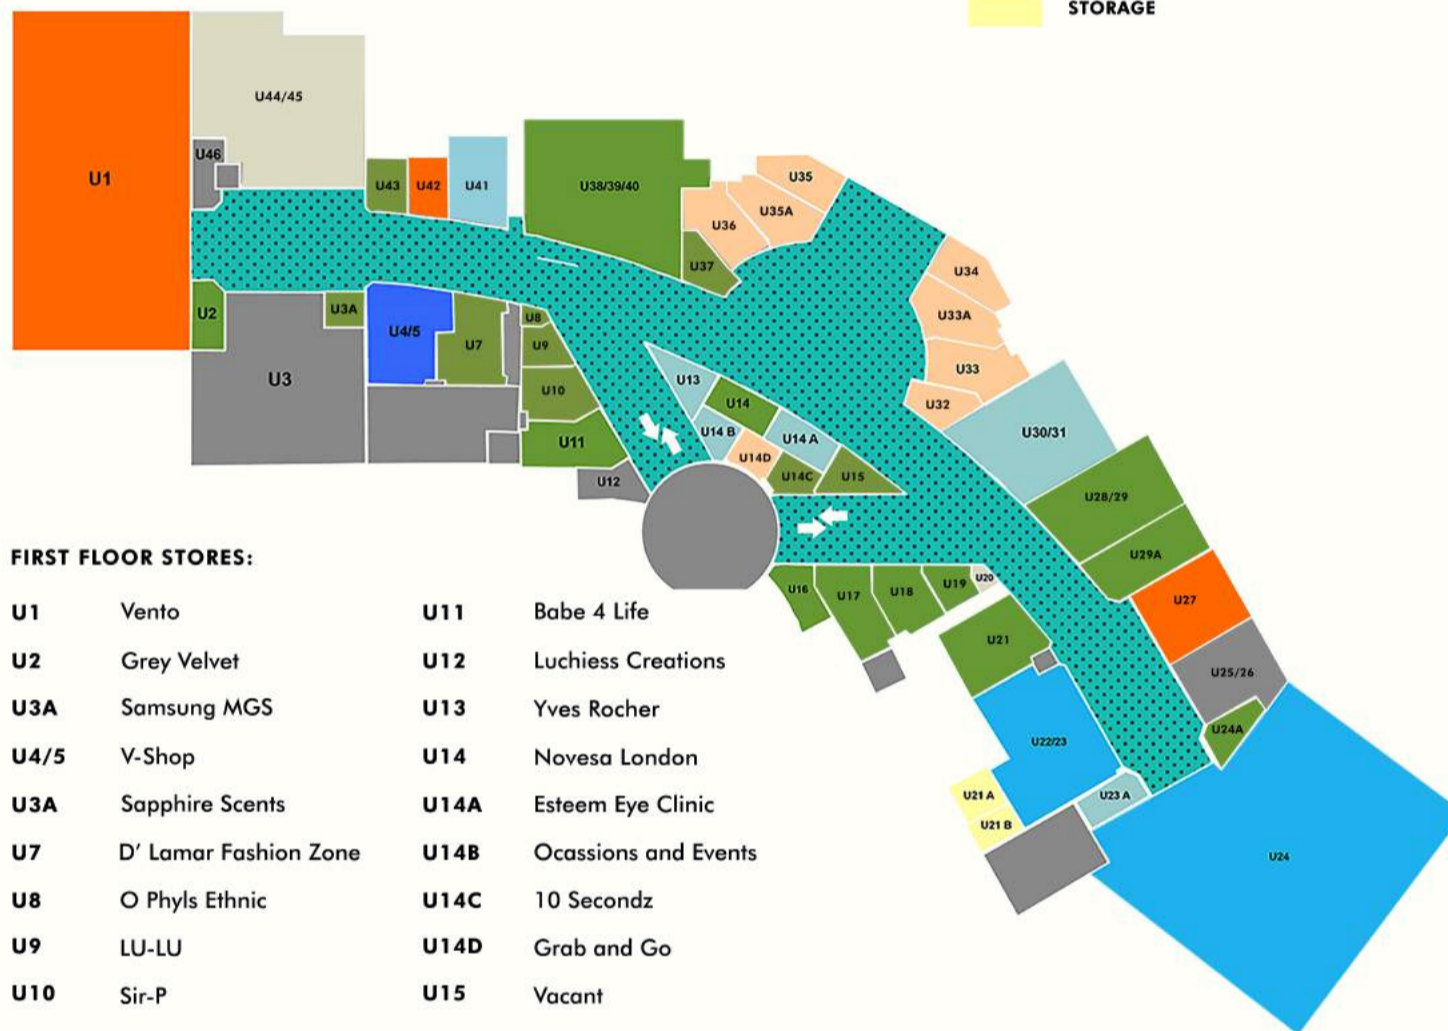 STORAGE
U44/45
U46
U1
U43
U42
U41
U38/39/40
U35
U35A
U36
U37
U34
U33A
U33
U32
U2
U3A
U4/5
U7
U8
U9
U3
U10
U11
U12
U13
U14
U14 B
U14 A
U14D
U14C
U15
U30/31
U28/29
U29A
U27
U25/26
U24A
U16
U17
U18
U19
U20
U21
U22/23
U21 A
U21 B
U23 A
U24
FIRST FLOOR STORES:
U1 Vento
U2 Grey Velvet
U3A Samsung MGS
U4/5 V-Shop
U3A Sapphire Scents
U7 D' Lamar Fashion Zone
U8 O Phyls Ethnic
U9 LU-LU
U10 Sir-P
U11 Babe 4 Life
U12 Luchiess Creations
U13 Yves Rocher
U14 Novesa London
U14A Esteem Eye Clinic
U14B Ocassions and Events
U14C 10 Secondz
U14D Grab and Go
U15 Vacant